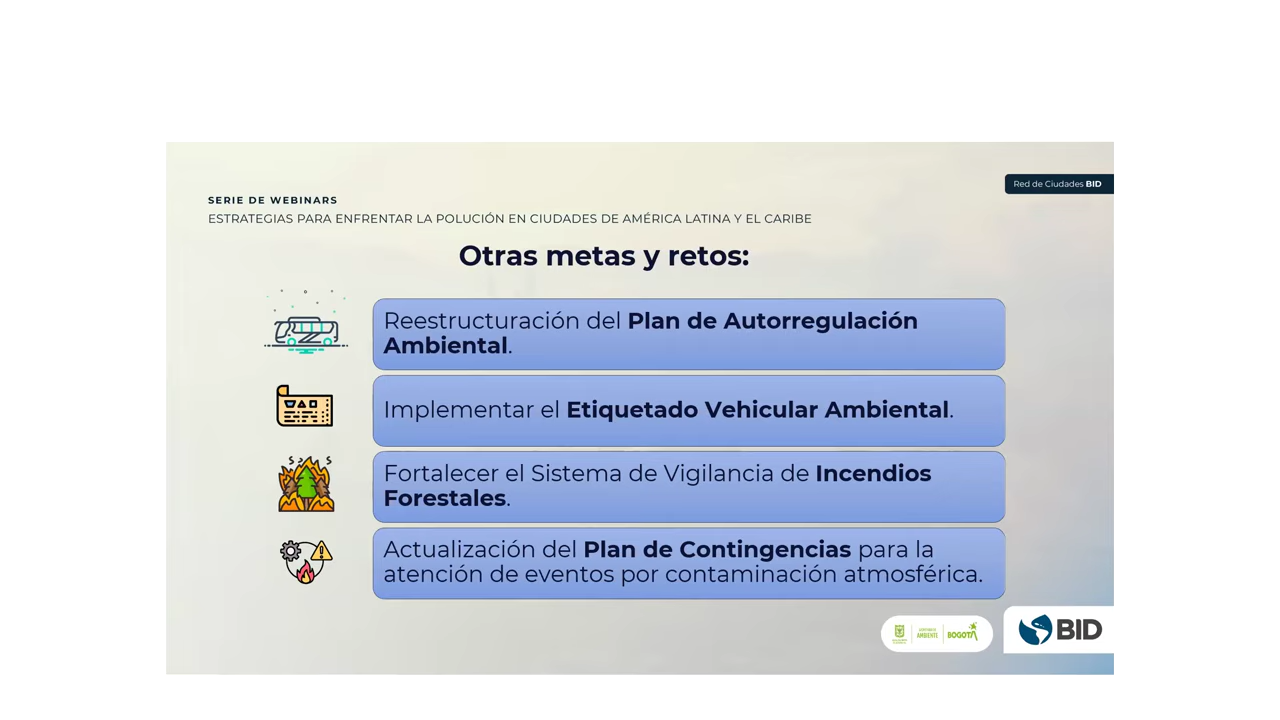 Red de Ciudades BID
SERIE DE WEBINARS
ESTRATEGIAS PARA ENFRENTAR LA POLUCIÓN EN CIUDADES DE AMÉRICA LATINA Y EL CARIBE
Otras metas y retos:
Reestructuración del Plan de Autorregulación
Ambiental.
Implementar el Etiquetado Vehicular Ambiental.
Fortalecer el Sistema de Vigilancia de Incendios
Forestales.
Actualización del Plan de Contingencias para la
atención de eventos por contaminación atmosférica.
AMBIENTE
BOGOTÁ
BID